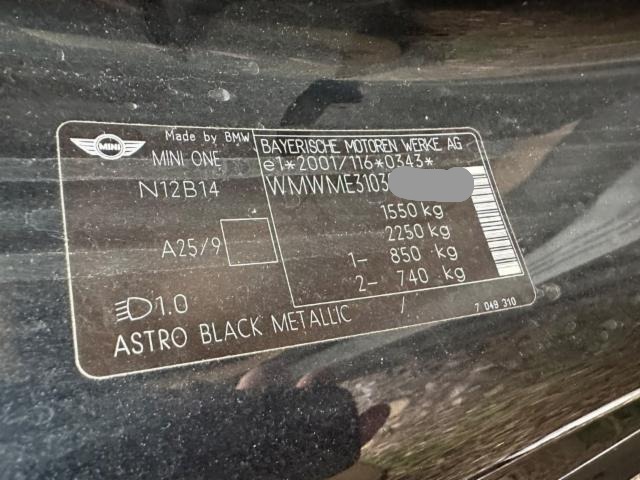 MINI
Made by BMW
MINI ONE
N12B14
A25/9
1.0
ASTRO BLACK METALLIC /
BAYERISCHE MOTOREN WERKE AG
e1*2001/116*0343*
WMWME3103
1550 kg
2250 kg
1- 850 kg
2- 740 kg
7 049 310